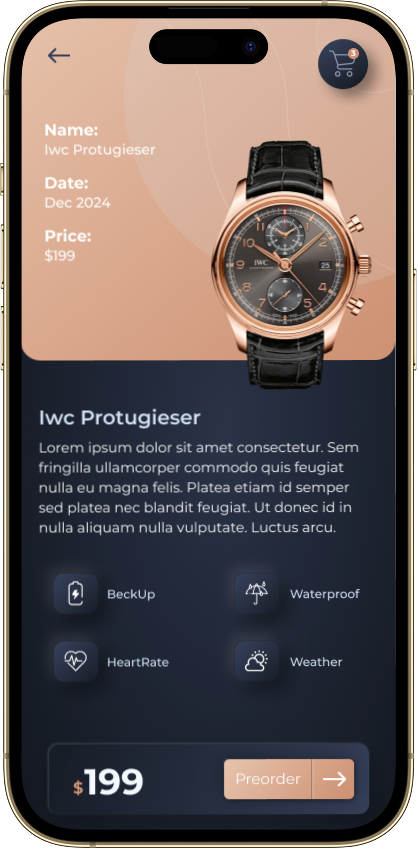 3
Name:
Iwc Protugieser
Date:
Dec 2024
Price:
$199
12
IWC
25
Iwc Protugieser
Lorem ipsum dolor sit amet consectetur. Sem
fringilla ullamcorper commodo quis feugiat
nulla eu magna felis. Platea etiam id semper
sed platea nec blandit feugiat. Ut donec id in
nulla aliquam nulla vulputate. Luctus arcu.
BeckUp
Waterproof
HeartRate
Weather
$199
Preorder